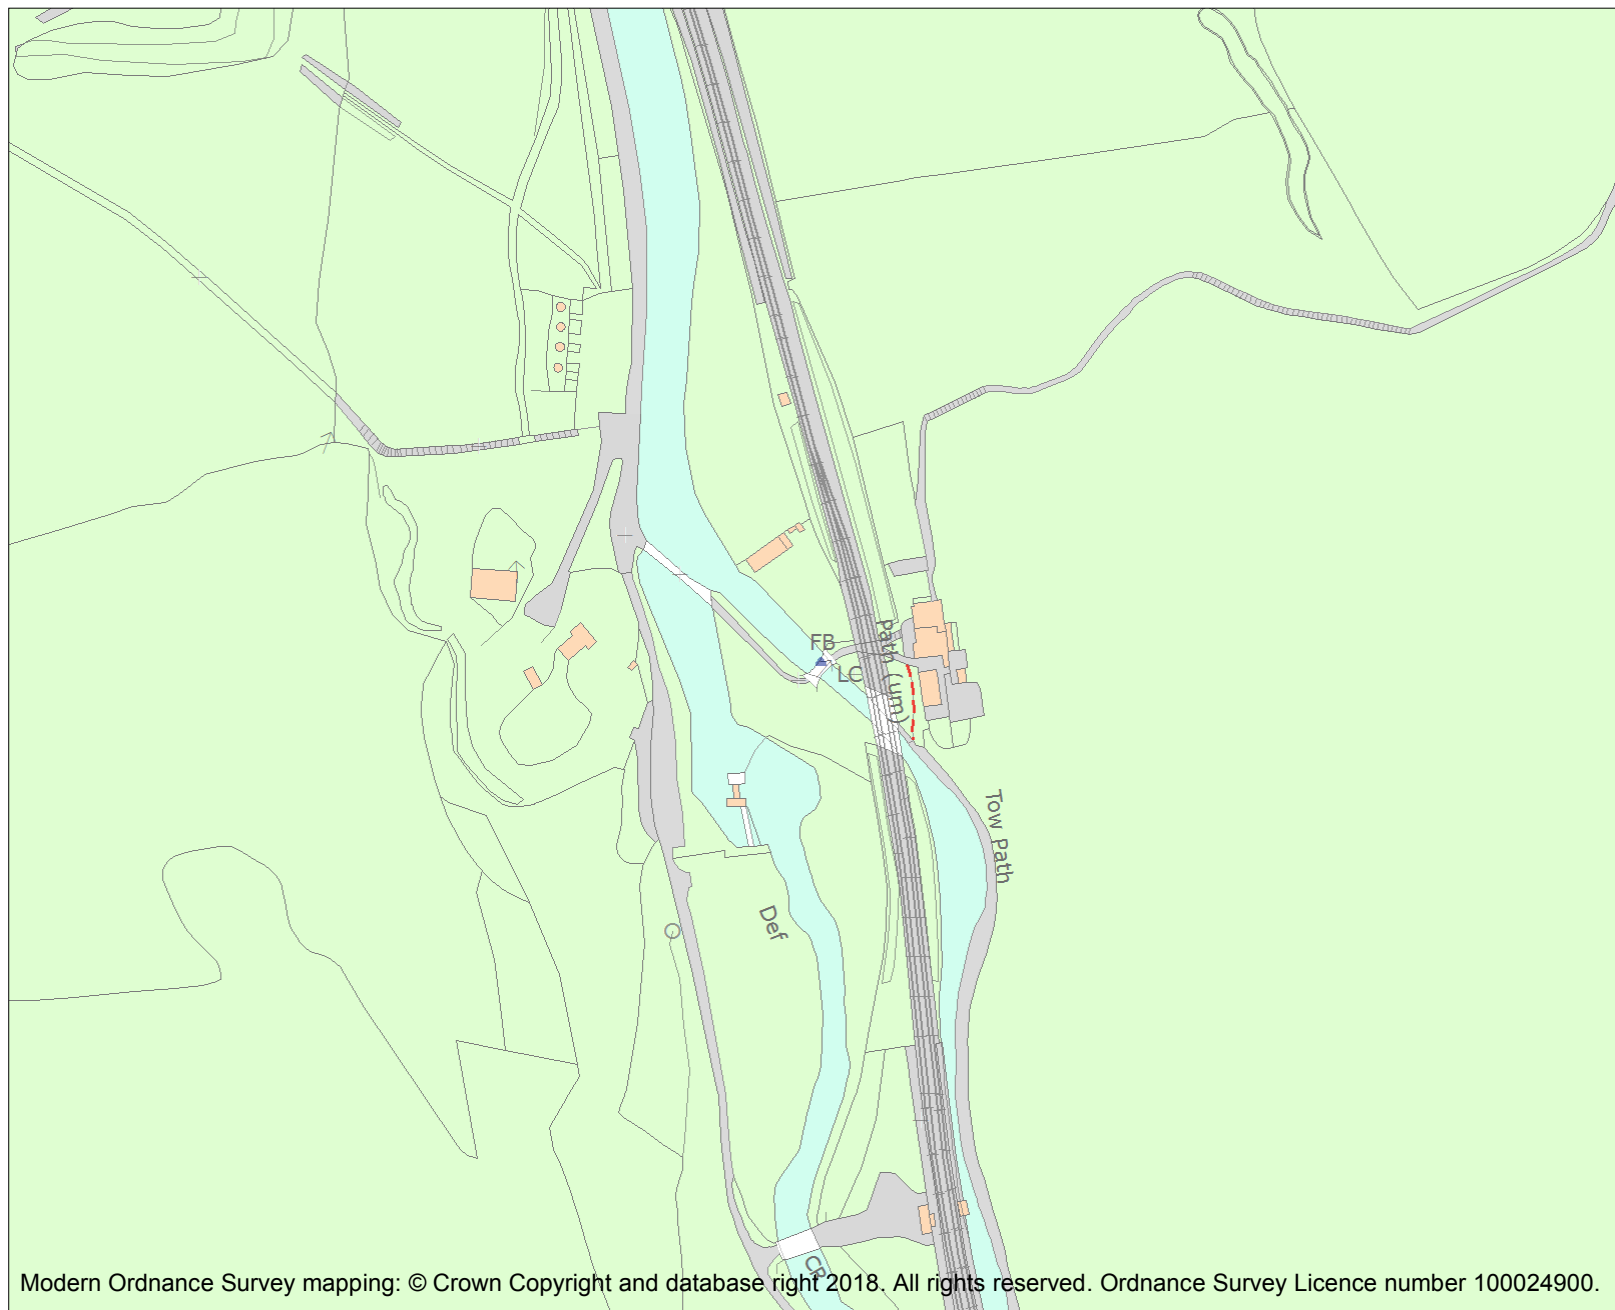 FB
LC
Path (um)
Tow Path
Def
CR
Modern Ordnance Survey mapping: © Crown Copyright and database right 2018. All rights reserved. Ordnance Survey Licence number 100024900.